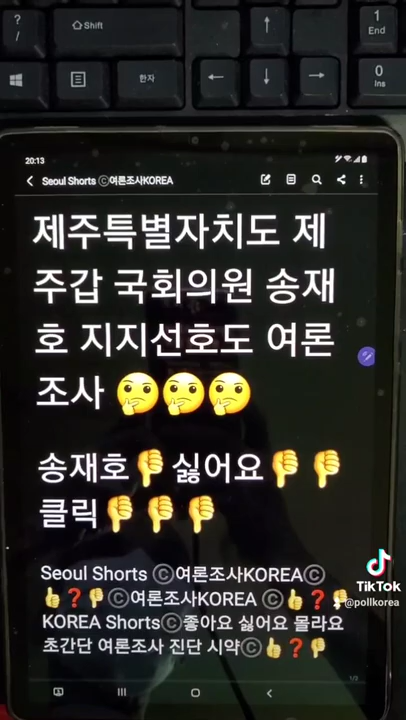 ?
/
⇧Shift
↑
1
End
한자
←
↓
→
0
Ins
20:13
Seoul Shorts ⓒ여론조사KOREA
제주특별자치도 제
주갑 국회의원 송재
호 지지선호도 여론
조사 🤔🤔🤔
송재호👎싫어요👎👎
클릭👎👎👎
Seoul Shorts ⓒ여론조사KOREAⓒ
👍❓👎ⓒ여론조사KOREA ⓒ👍❓👎
KOREA Shortsⓒ좋아요 싫어요 몰라요
초간단 여론조사 진단 시약ⓒ👍❓👎
1/2
TikTok
@pollkorea